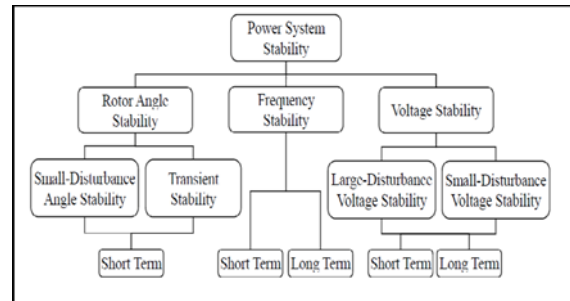 Power System
Stability
Rotor Angle
Stability
Frequency
Stability
Voltage Stability
Small-Disturbance
Angle Stability
Transient
Stability
Large-Disturbance
Voltage Stability
Small-Disturbance
Voltage Stability
Short Term
Short Term
Long Term
Short Term
Long Term